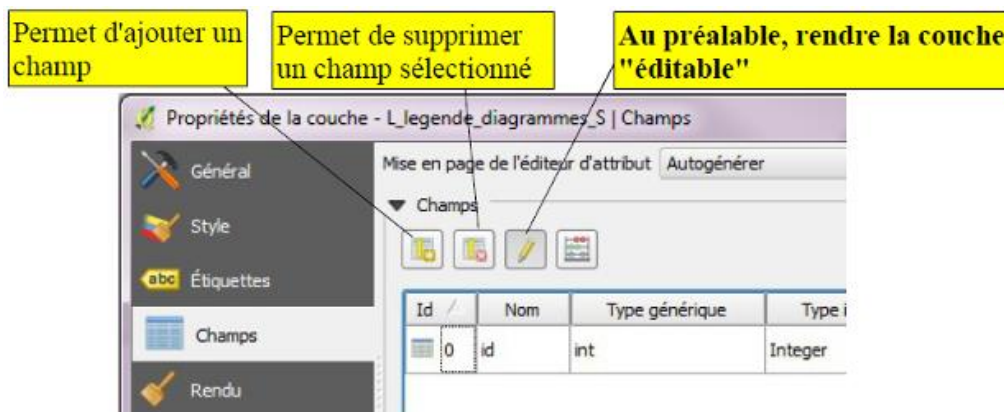 Permet d'ajouter un
champ
Permet de supprimer
un champ sélectionné
Au préalable, rendre la couche
"éditable"
Propriétés de la couche - L_legende_diagrammes_S | Champs
Général
Style
abc Étiquettes
Champs
Rendu
Mise en page de l'éditeur d'attribut Autogénérer
Champs
Id Nom Type générique Type
0 id int Integer